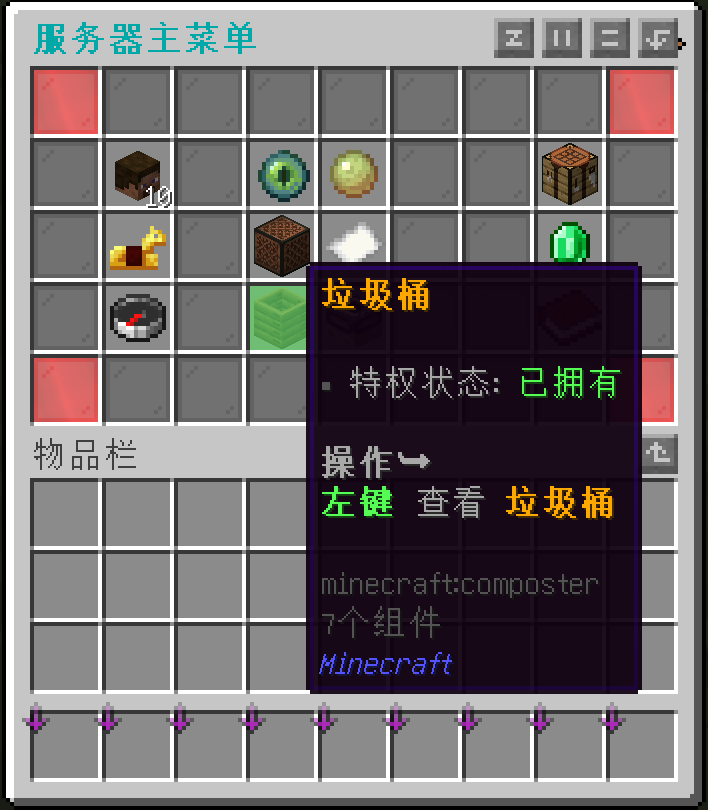 服务器主菜单
10
垃圾桶
▪ 特权状态: 已拥有
操作↪
左键 查看 垃圾桶
minecraft:composter
7个组件
Minecraft
物品栏